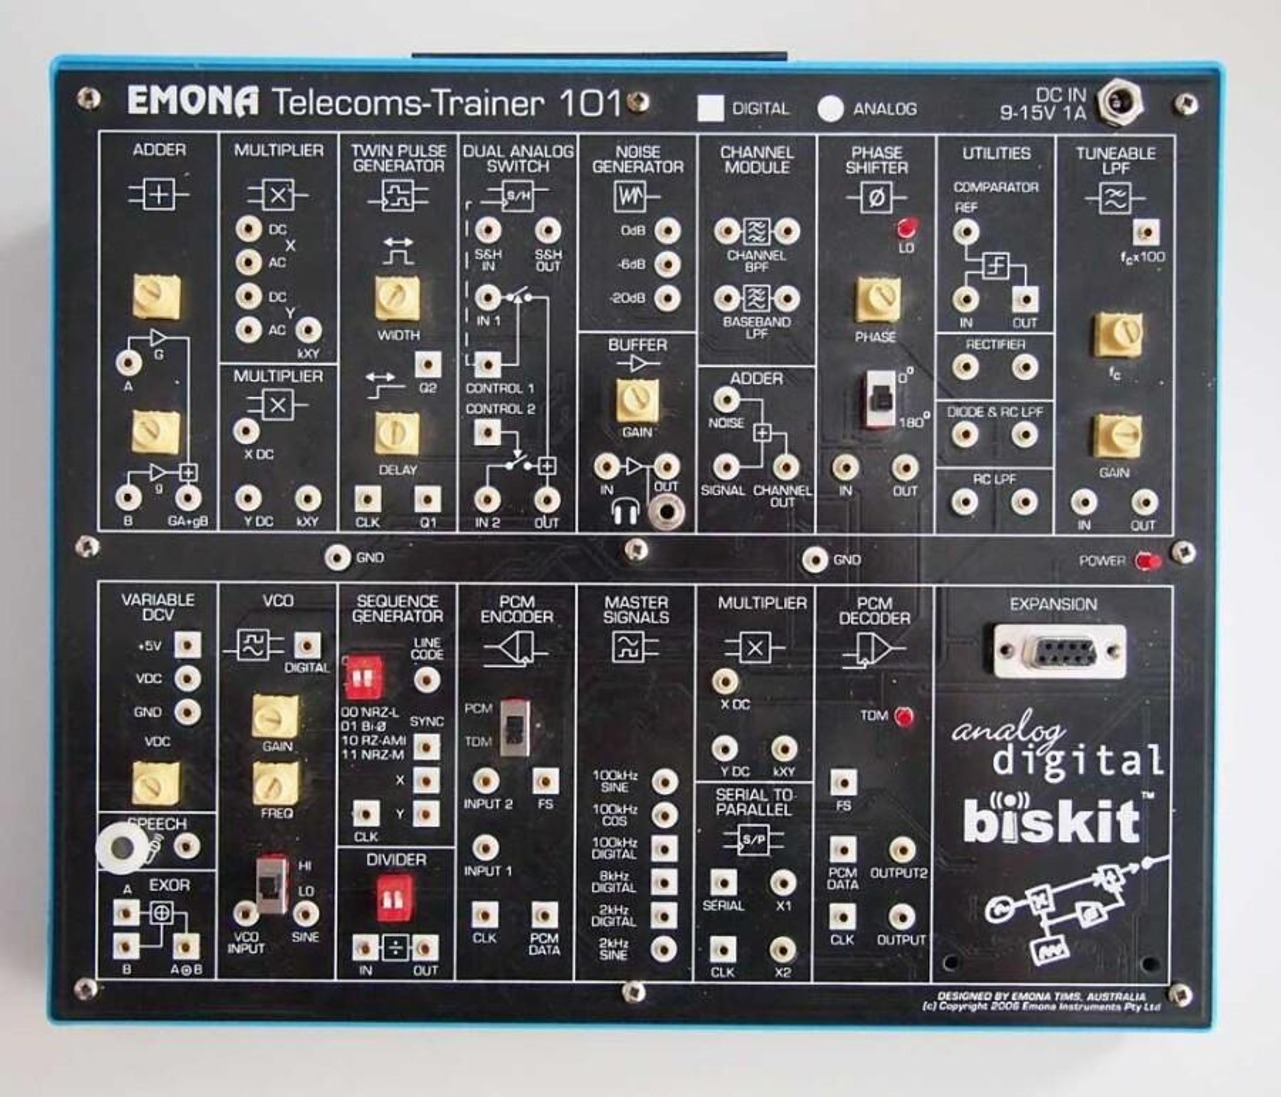 EMONA Telecoms-Trainer 101
DIGITAL
ANALOG
DC IN
9-15V 1A
ADDER
G
A
g
B
GA+gB
MULTIPLIER
DC
X
AC
DC
Y
AC
kXY
MULTIPLIER
X DC
Y DC
kXY
TWIN PULSE
GENERATOR
WIDTH
Q2
DELAY
CLK
Q1
DUAL ANALOG
SWITCH
S/H
S&H
IN
S&H
OUT
IN 1
CONTROL 1
CONTROL 2
IN 2
OUT
NOISE
GENERATOR
0dB
-6dB
-20dB
BUFFER
GAIN
IN
OUT
CHANNEL
MODULE
CHANNEL
BPF
BASEBAND
LPF
ADDER
NOISE
SIGNAL
CHANNEL
OUT
PHASE
SHIFTER
Ø
LO
PHASE
0°
180°
IN
OUT
UTILITIES
COMPARATOR
REF
IN
OUT
RECTIFIER
DIODE & RC LPF
RC LPF
TUNEABLE
LPF
fcx100
fc
GAIN
IN
OUT
GND
GND
POWER
VARIABLE
DCV
+5V
VDC
GND
VDC
SPEECH
A
EXOR
B
A⊙B
VCO
DIGITAL
GAIN
FREQ
HI
LO
VCO
INPUT
SINE
SEQUENCE
GENERATOR
LINE
CODE
00 NRZ-L
01 Bi-Ø
10 RZ-AMI
11 NRZ-M
SYNC
X
Y
CLK
DIVIDER
IN
OUT
PCM
ENCODER
PCM
TDM
INPUT 2
FS
INPUT 1
CLK
PCM
DATA
MASTER
SIGNALS
100kHz
SINE
100kHz
COS
100kHz
DIGITAL
8kHz
DIGITAL
2kHz
DIGITAL
2kHz
SINE
MULTIPLIER
X DC
Y DC
kXY
SERIAL TO
PARALLEL
S/P
SERIAL
X1
CLK
X2
PCM
DECODER
TDM
FS
PCM
DATA
OUTPUT2
CLK
OUTPUT
EXPANSION
analog
digital
biskit™
DESIGNED BY EMONA TIMS, AUSTRALIA
(c) Copyright 2006 Emona Instruments Pty Ltd